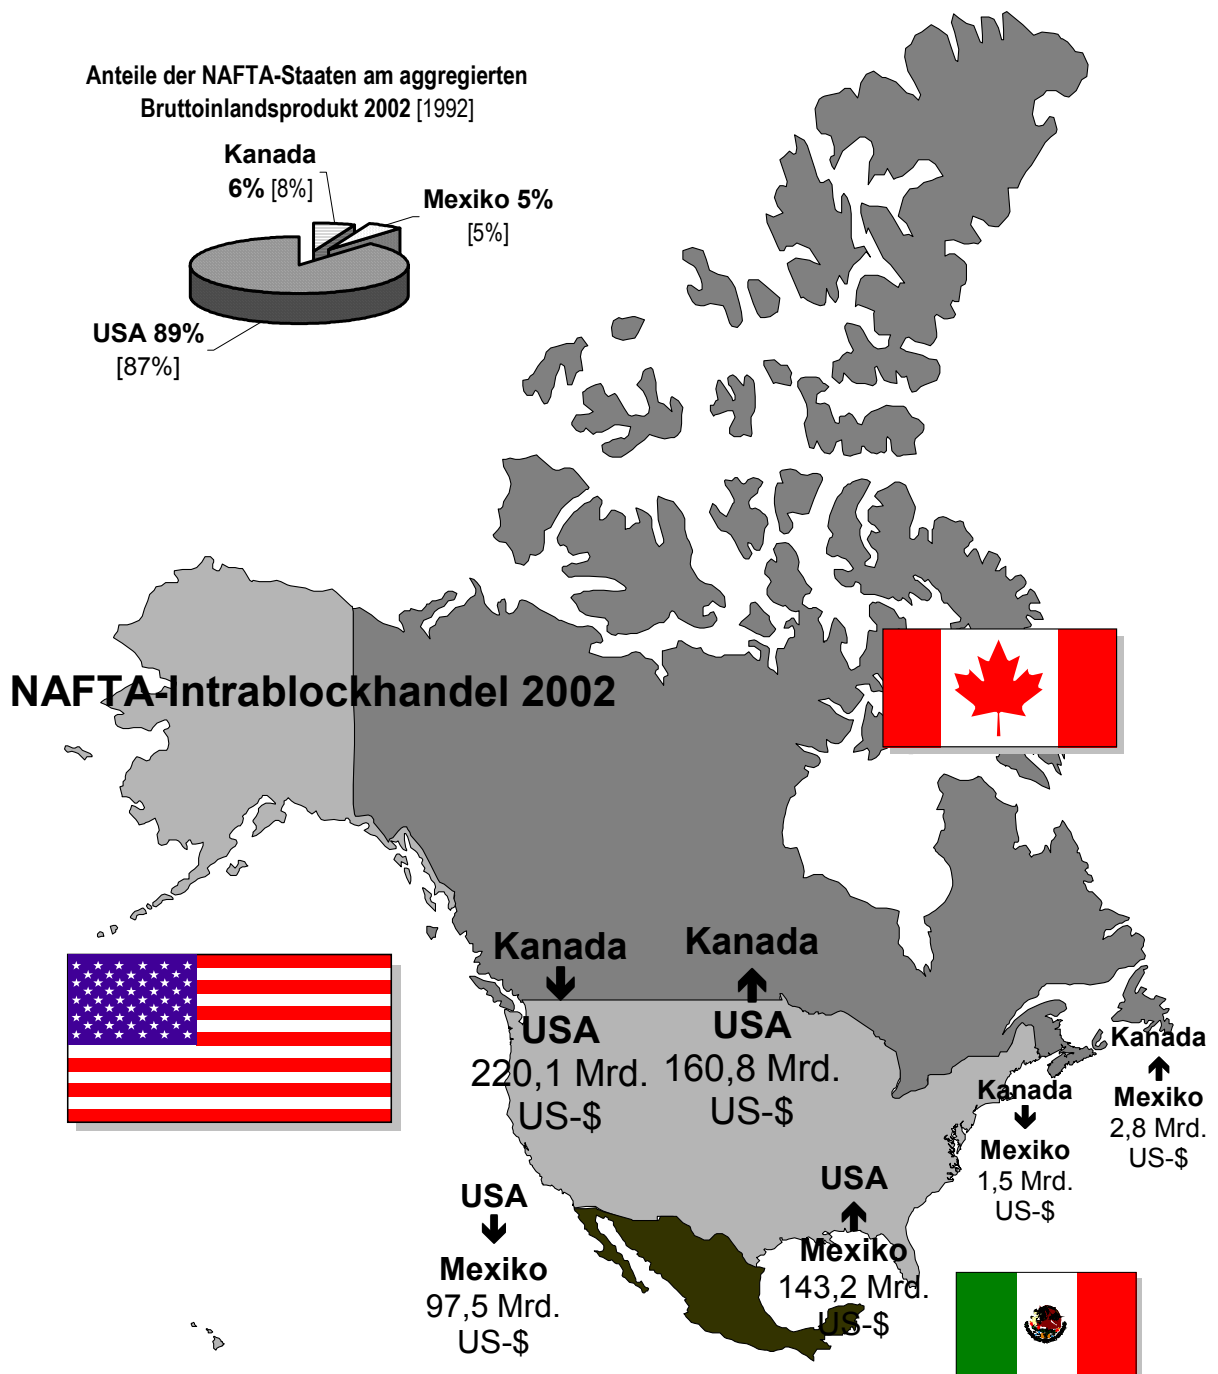 Anteile der NAFTA-Staaten am aggregierten
Bruttoinlandsprodukt 2002 [1992]
Kanada
6% [8%]
Mexiko 5%
[5%]
USA 89%
[87%]
NAFTA-Intrablockhandel 2002
Kanada
USA
220,1 Mrd.
US-$
Kanada
USA
160,8 Mrd.
US-$
Kanada
Mexiko
2,8 Mrd.
US-$
Kanada
Mexiko
1,5 Mrd.
US-$
USA
Mexiko
97,5 Mrd.
US-$
USA
Mexiko
143,2 Mrd.
US-$